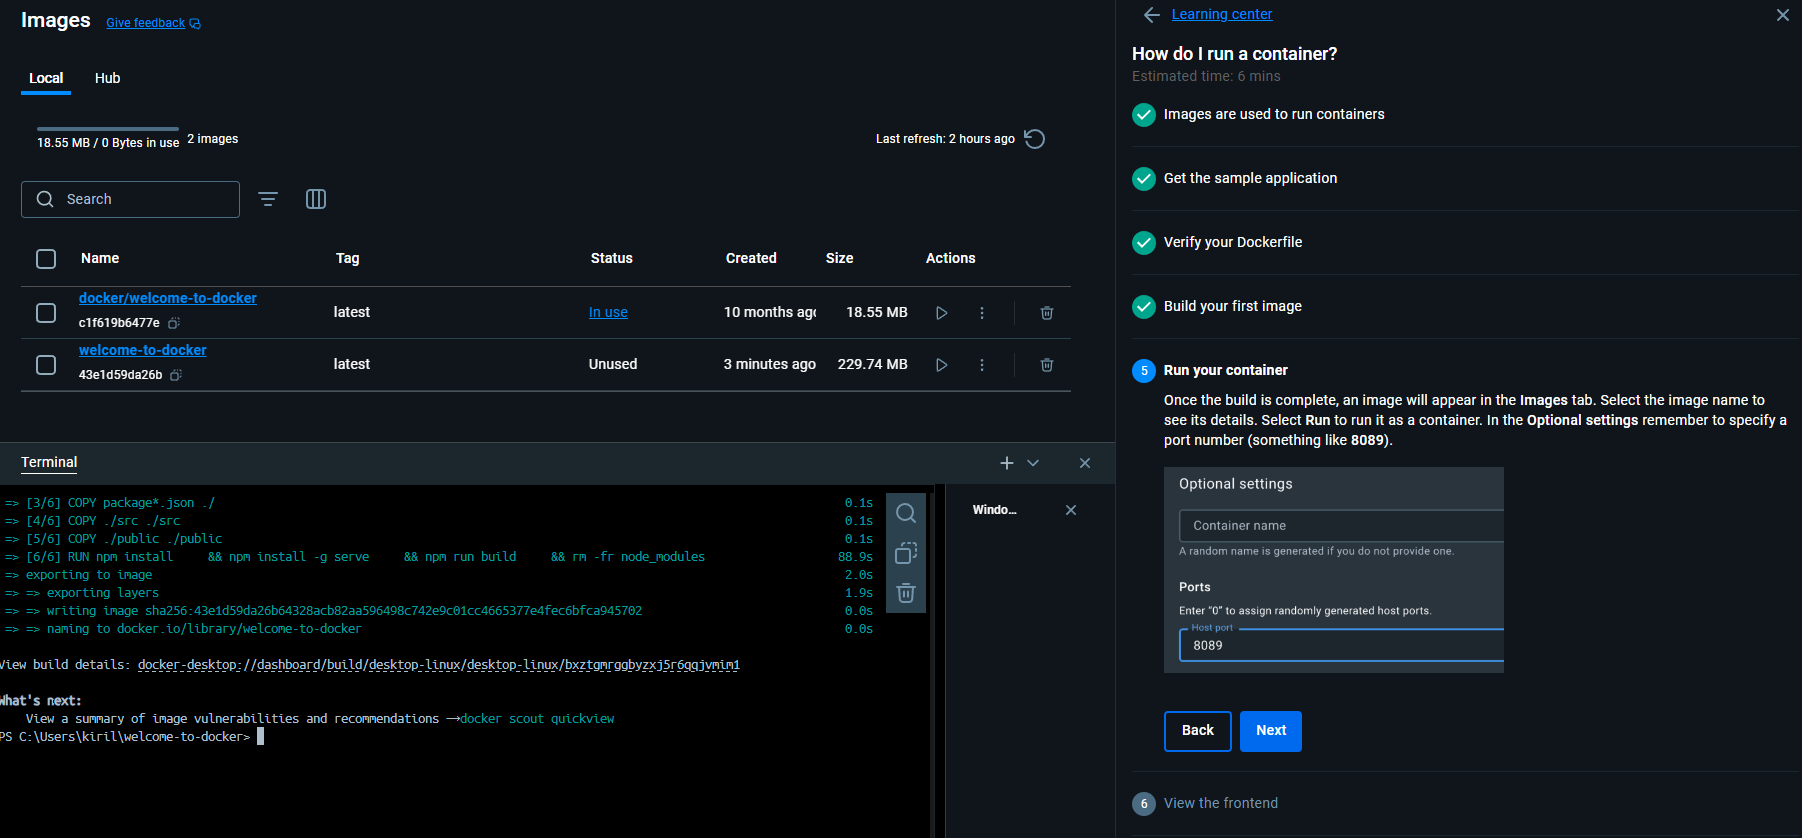 Images
Give feedback
Local
Hub
18.55 MB / 0 Bytes in use
2 images
Last refresh: 2 hours ago
Search
Name
Tag
Status
Created
Size
Actions
docker/welcome-to-docker
c1f619b6477e
latest
In use
10 months ago
18.55 MB
welcome-to-docker
43e1d59da26b
latest
Unused
3 minutes ago
229.74 MB
Terminal
=> [3/6] COPY package*.json ./ 0.1s
=> [4/6] COPY ./src ./src 0.1s
=> [5/6] COPY ./public ./public 0.1s
=> [6/6] RUN npm install && npm install -g serve && npm run build && rm -fr node_modules 88.9s
=> exporting to image 2.0s
=> => exporting layers 1.9s
=> => writing image sha256:43e1d59da26b64328acb82aa596498c742e9c01cc4665377e4fec6bfca945702 0.0s
=> => naming to docker.io/library/welcome-to-docker 0.0s
View build details: docker-desktop://dashboard/build/desktop-linux/desktop-linux/bxztgmrggbyzxj5r6qqjvmim1
What's next:
View a summary of image vulnerabilities and recommendations → docker scout quickview
PS C:\Users\kiril\welcome-to-docker>
Windo...
Learning center
How do I run a container?
Estimated time: 6 mins
Images are used to run containers
Get the sample application
Verify your Dockerfile
Build your first image
5 Run your container
Once the build is complete, an image will appear in the Images tab. Select the image name to
see its details. Select Run to run it as a container. In the Optional settings remember to specify a
port number (something like 8089).
Optional settings
Container name
A random name is generated if you do not provide one.
Ports
Enter "0" to assign randomly generated host ports.
Host port
8089
Back
Next
6 View the frontend